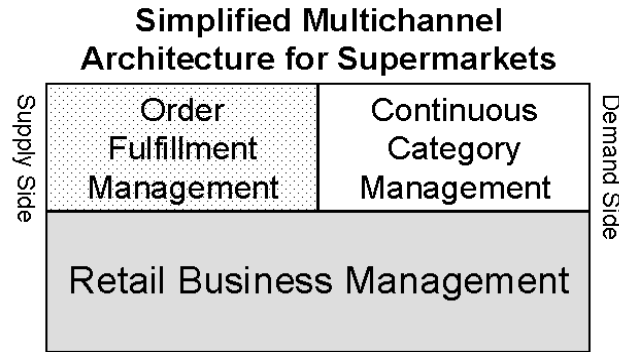 Simplified Multichannel
Architecture for Supermarkets
Supply Side
Order
Fulfillment
Management
Continuous
Category
Management
Demand Side
Retail Business Management